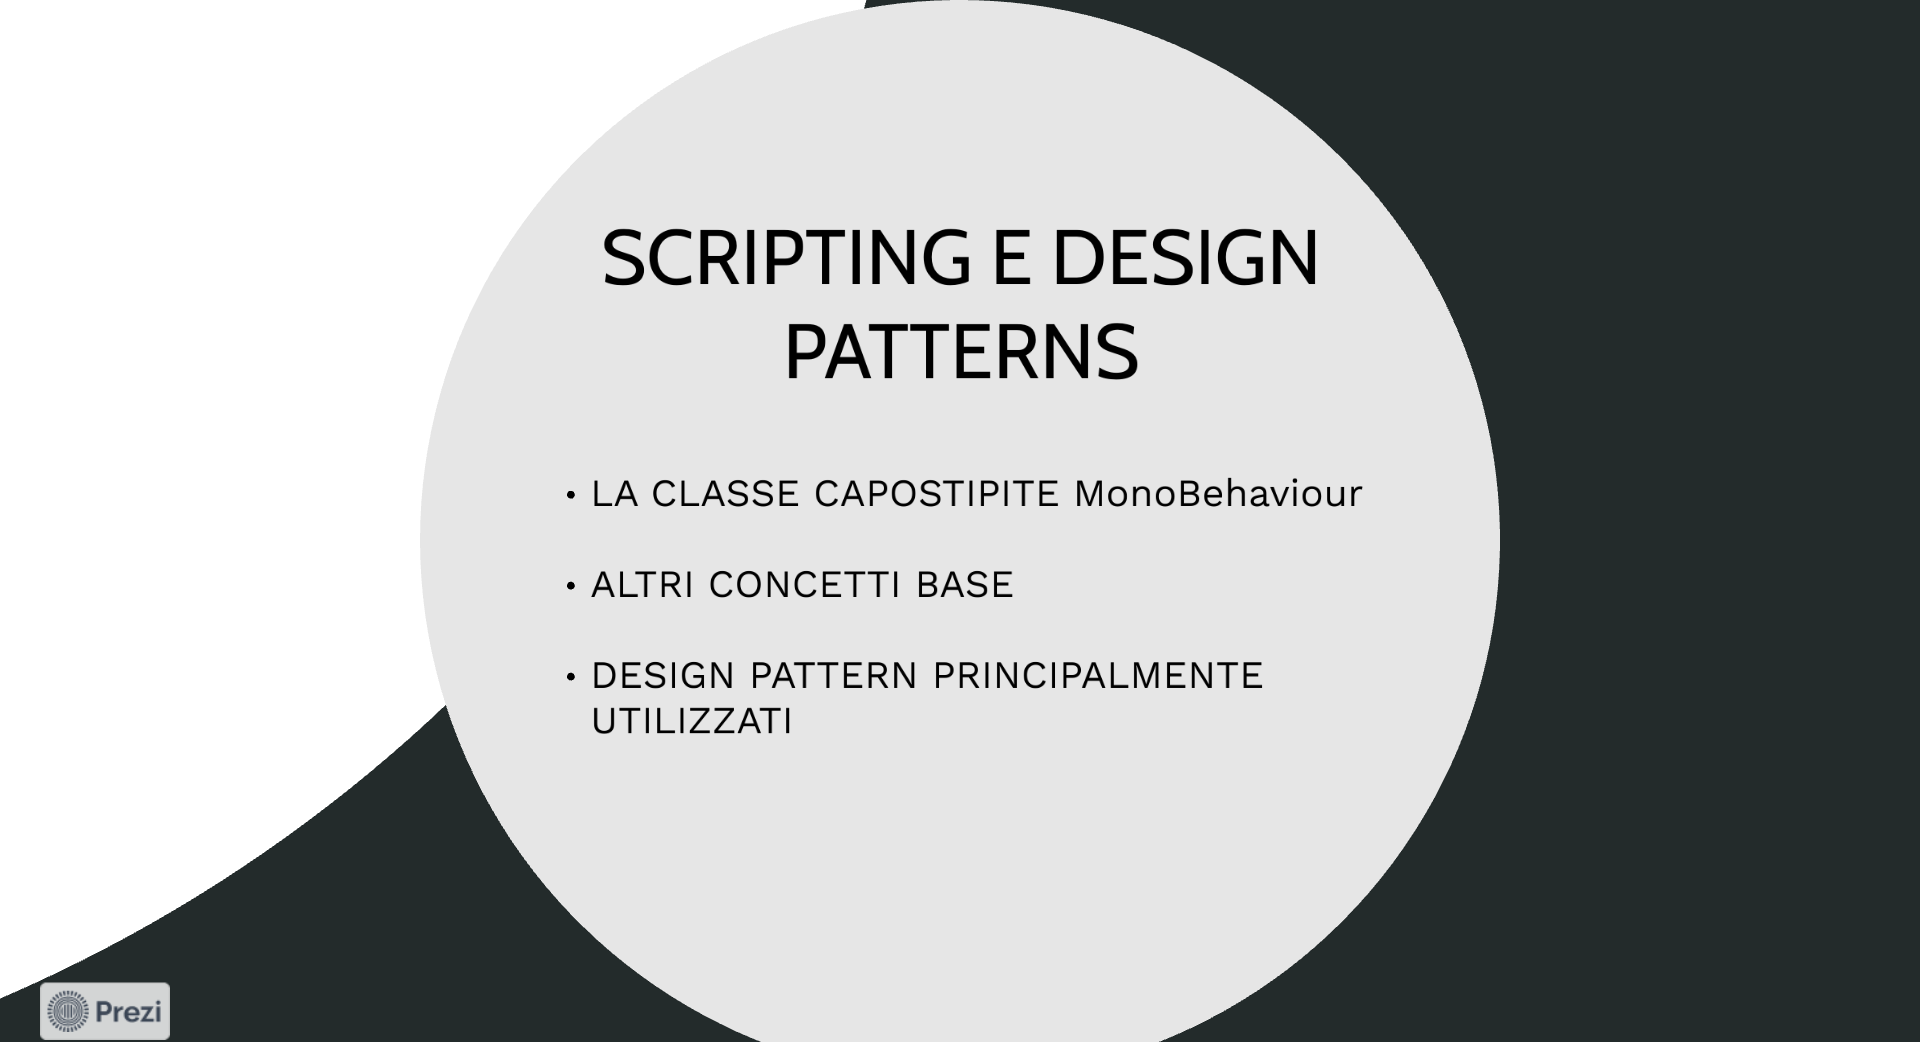 SCRIPTING E DESIGN
PATTERNS
• LA CLASSE CAPOSTIPITE MonoBehaviour
• ALTRI CONCETTI BASE
• DESIGN PATTERN PRINCIPALMENTE
UTILIZZATI
Prezi